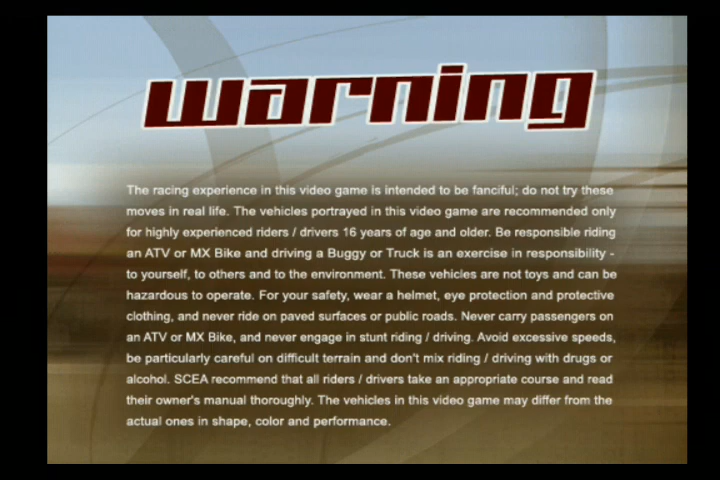 warning
The racing experience in this video game is intended to be fanciful; do not try these
moves in real life. The vehicles portrayed in this video game are recommended only
for highly experienced riders / drivers 16 years of age and older. Be responsible riding
an ATV or MX Bike and driving a Buggy or Truck is an exercise in responsibility -
to yourself, to others and to the environment. These vehicles are not toys and can be
hazardous to operate. For your safety, wear a helmet, eye protection and protective
clothing, and never ride on paved surfaces or public roads. Never carry passengers on
an ATV or MX Bike, and never engage in stunt riding / driving. Avoid excessive speeds,
be particularly careful on difficult terrain and don't mix riding / driving with drugs or
alcohol. SCEA recommend that all riders / drivers take an appropriate course and read
their owner's manual thoroughly. The vehicles in this video game may differ from the
actual ones in shape, color and performance.